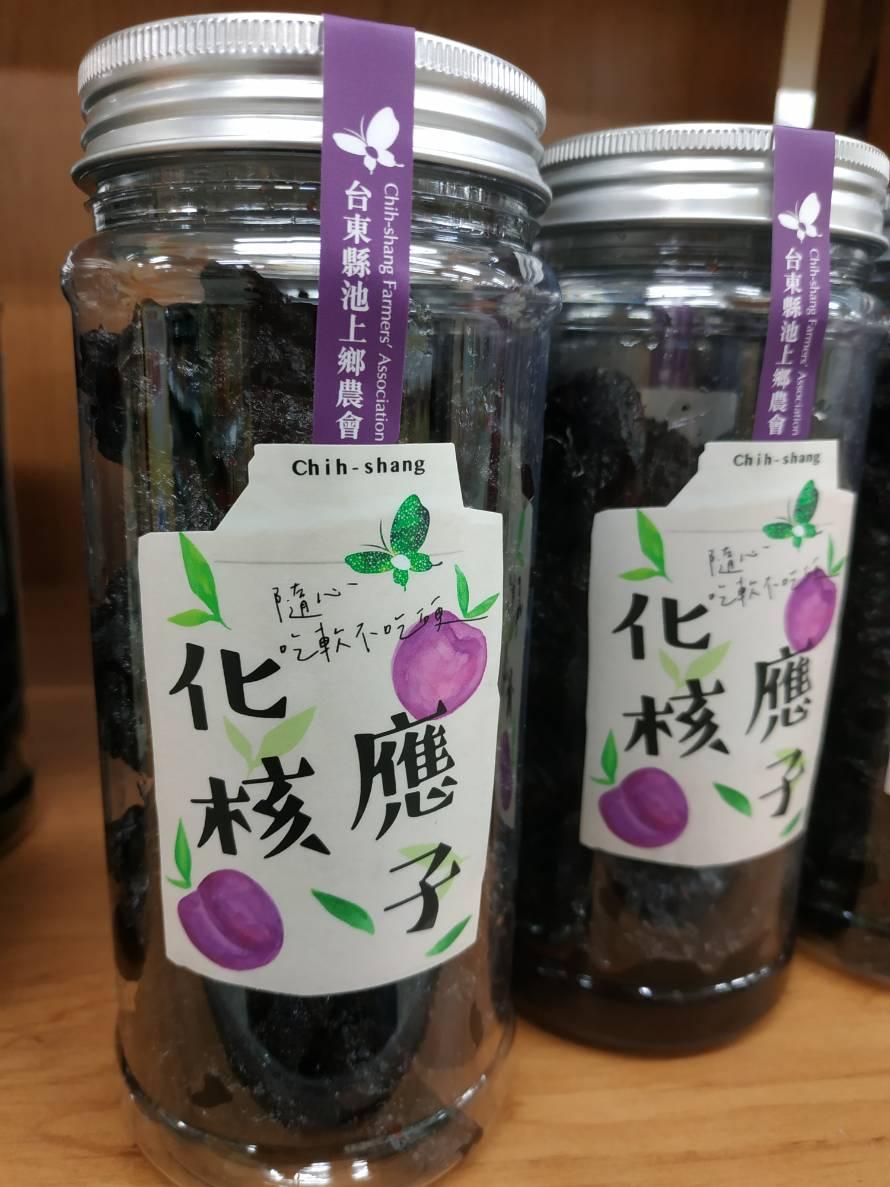 台東縣池上鄉農會
Chih-shang Farmers' Association
Chih-shang
隨心
吃軟不吃硬
化核
應子
台東縣池上鄉農會
Chih-shang Farmers' Association
Chih-shang
隨心
吃軟不吃硬
化核
應子